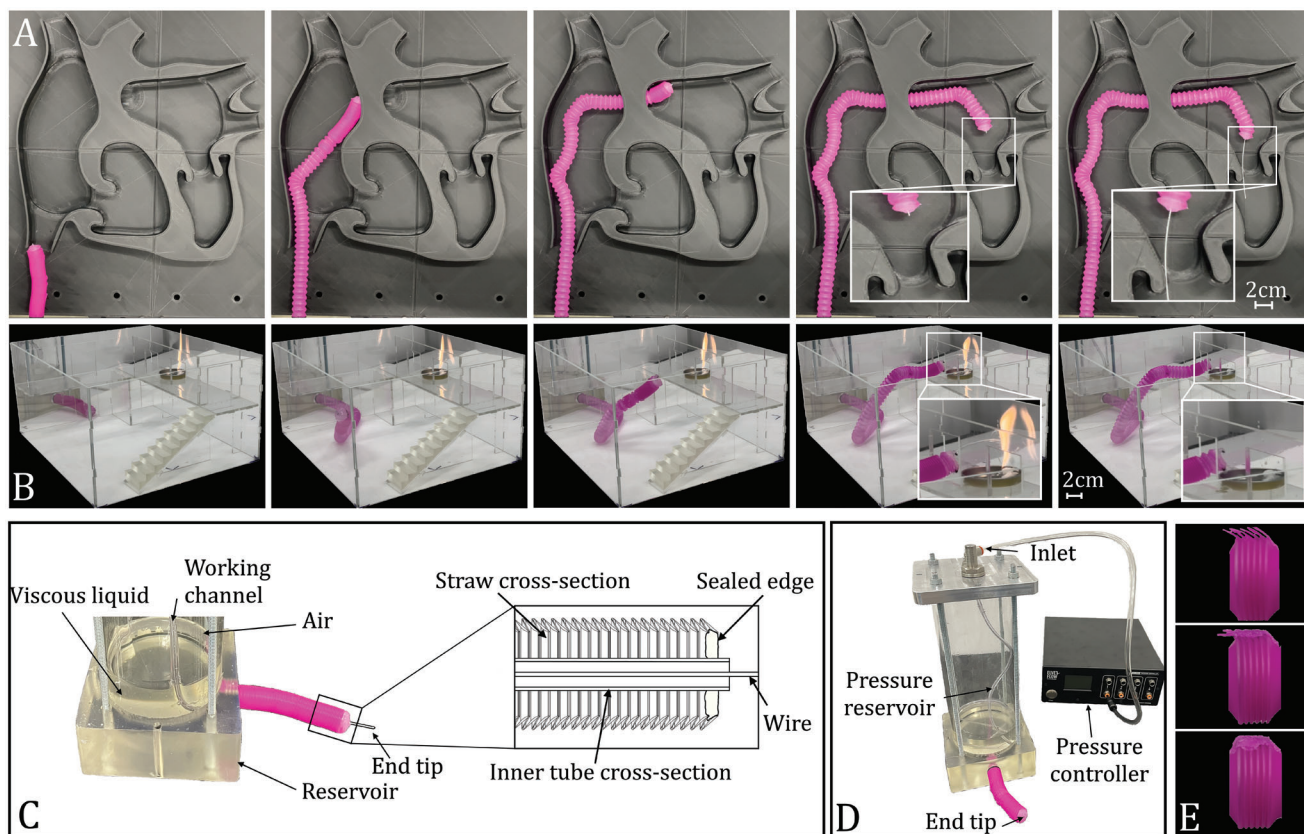 A
2cm
B
2cm
Working
channel
Viscous liquid
Air
Straw cross-section
Sealed edge
Wire
Inner tube cross-section
End tip
Reservoir
C
Inlet
Pressure
reservoir
Pressure
controller
End tip
D
E